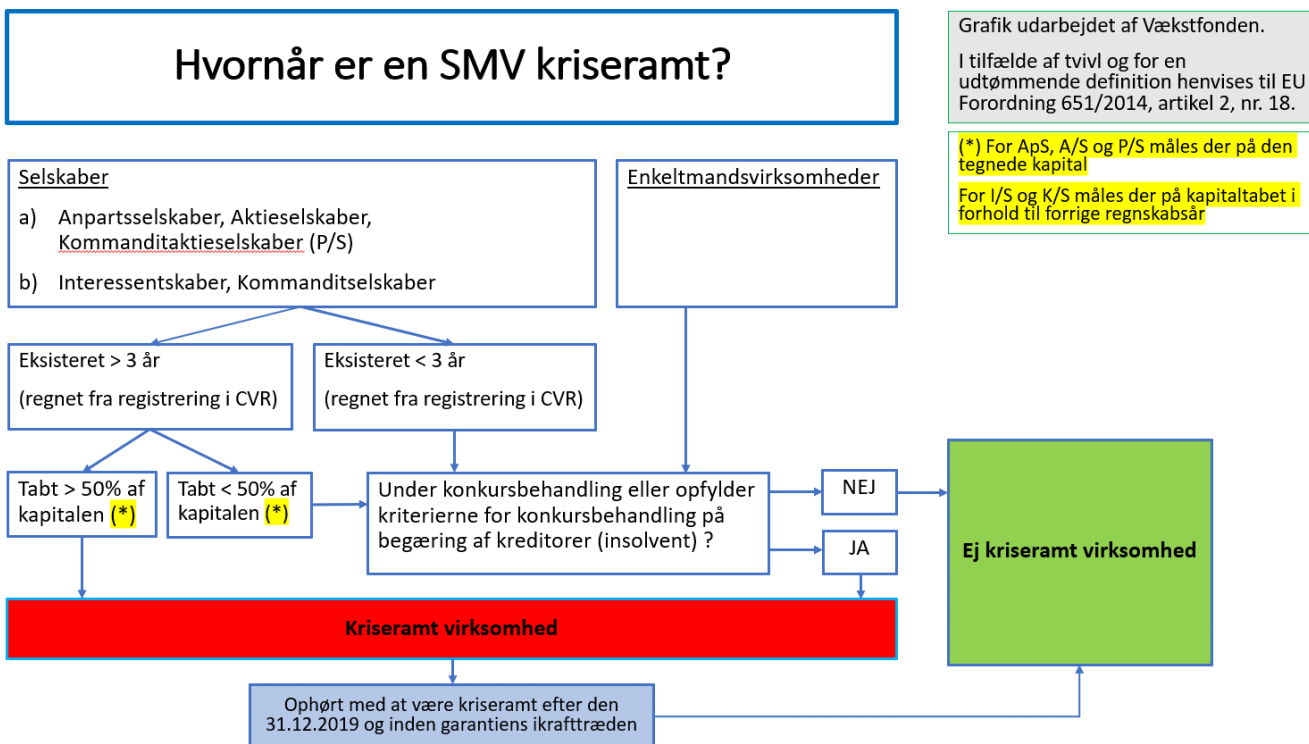 Hvornår er en SMV kriseramt?
Grafik udarbejdet af Vækstfonden.
I tilfælde af tvivl og for en
udtømmende definition henvises til EU
Forordning 651/2014, artikel 2, nr. 18.
(*) For ApS, A/S og P/S måles der på den
tegnede kapital
For I/S og K/S måles der på kapitaltabet i
forhold til forrige regnskabsår
Selskaber
a) Anpartsselskaber, Aktieselskaber,
Kommanditaktieselskaber (P/S)
b) Interessentskaber, Kommanditselskaber
Enkeltmandsvirksomheder
Eksisteret > 3 år
(regnet fra registrering i CVR)
Eksisteret < 3 år
(regnet fra registrering i CVR)
Tabt > 50% af
kapitalen (*)
Tabt < 50% af
kapitalen (*)
Under konkursbehandling eller opfylder
kriterierne for konkursbehandling på
begæring af kreditorer (insolvent) ?
NEJ
JA
Ej kriseramt virksomhed
Kriseramt virksomhed
Ophørt med at være kriseramt efter den
31.12.2019 og inden garantiens ikrafttræden